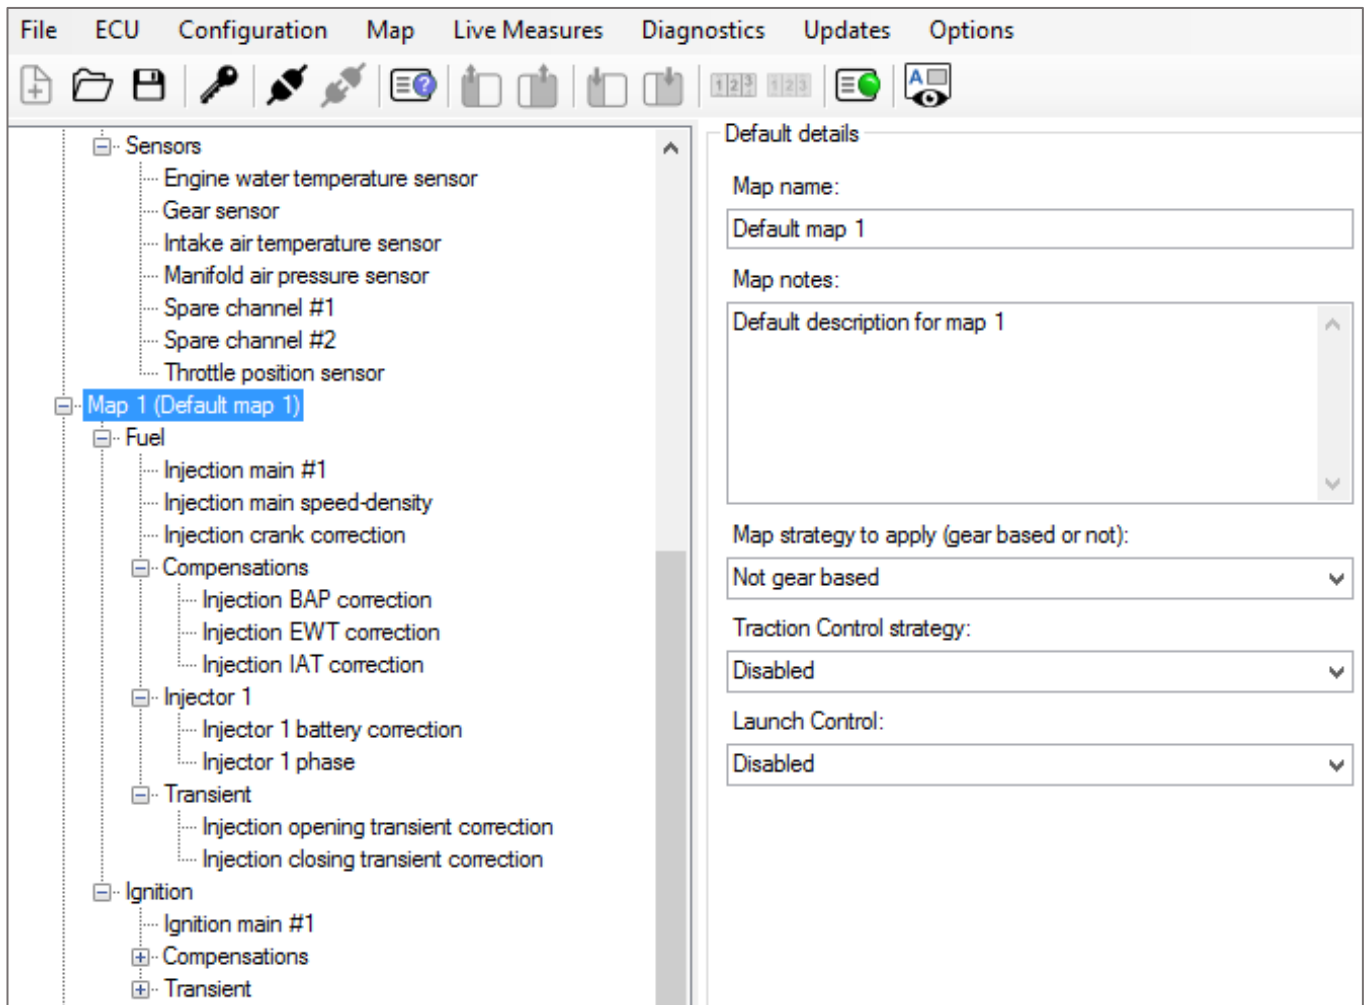 File ECU Configuration Map Live Measures Diagnostics Updates Options
Sensors
Engine water temperature sensor
Gear sensor
Intake air temperature sensor
Manifold air pressure sensor
Spare channel #1
Spare channel #2
Throttle position sensor
Map 1 (Default map 1)
Fuel
Injection main #1
Injection main speed-density
Injection crank correction
Compensations
Injection BAP correction
Injection EWT correction
Injection IAT correction
Injector 1
Injector 1 battery correction
Injector 1 phase
Transient
Injection opening transient correction
Injection closing transient correction
Ignition
Ignition main #1
Compensations
Transient
Default details
Map name:
Default map 1
Map notes:
Default description for map 1
Map strategy to apply (gear based or not):
Not gear based
Traction Control strategy:
Disabled
Launch Control:
Disabled